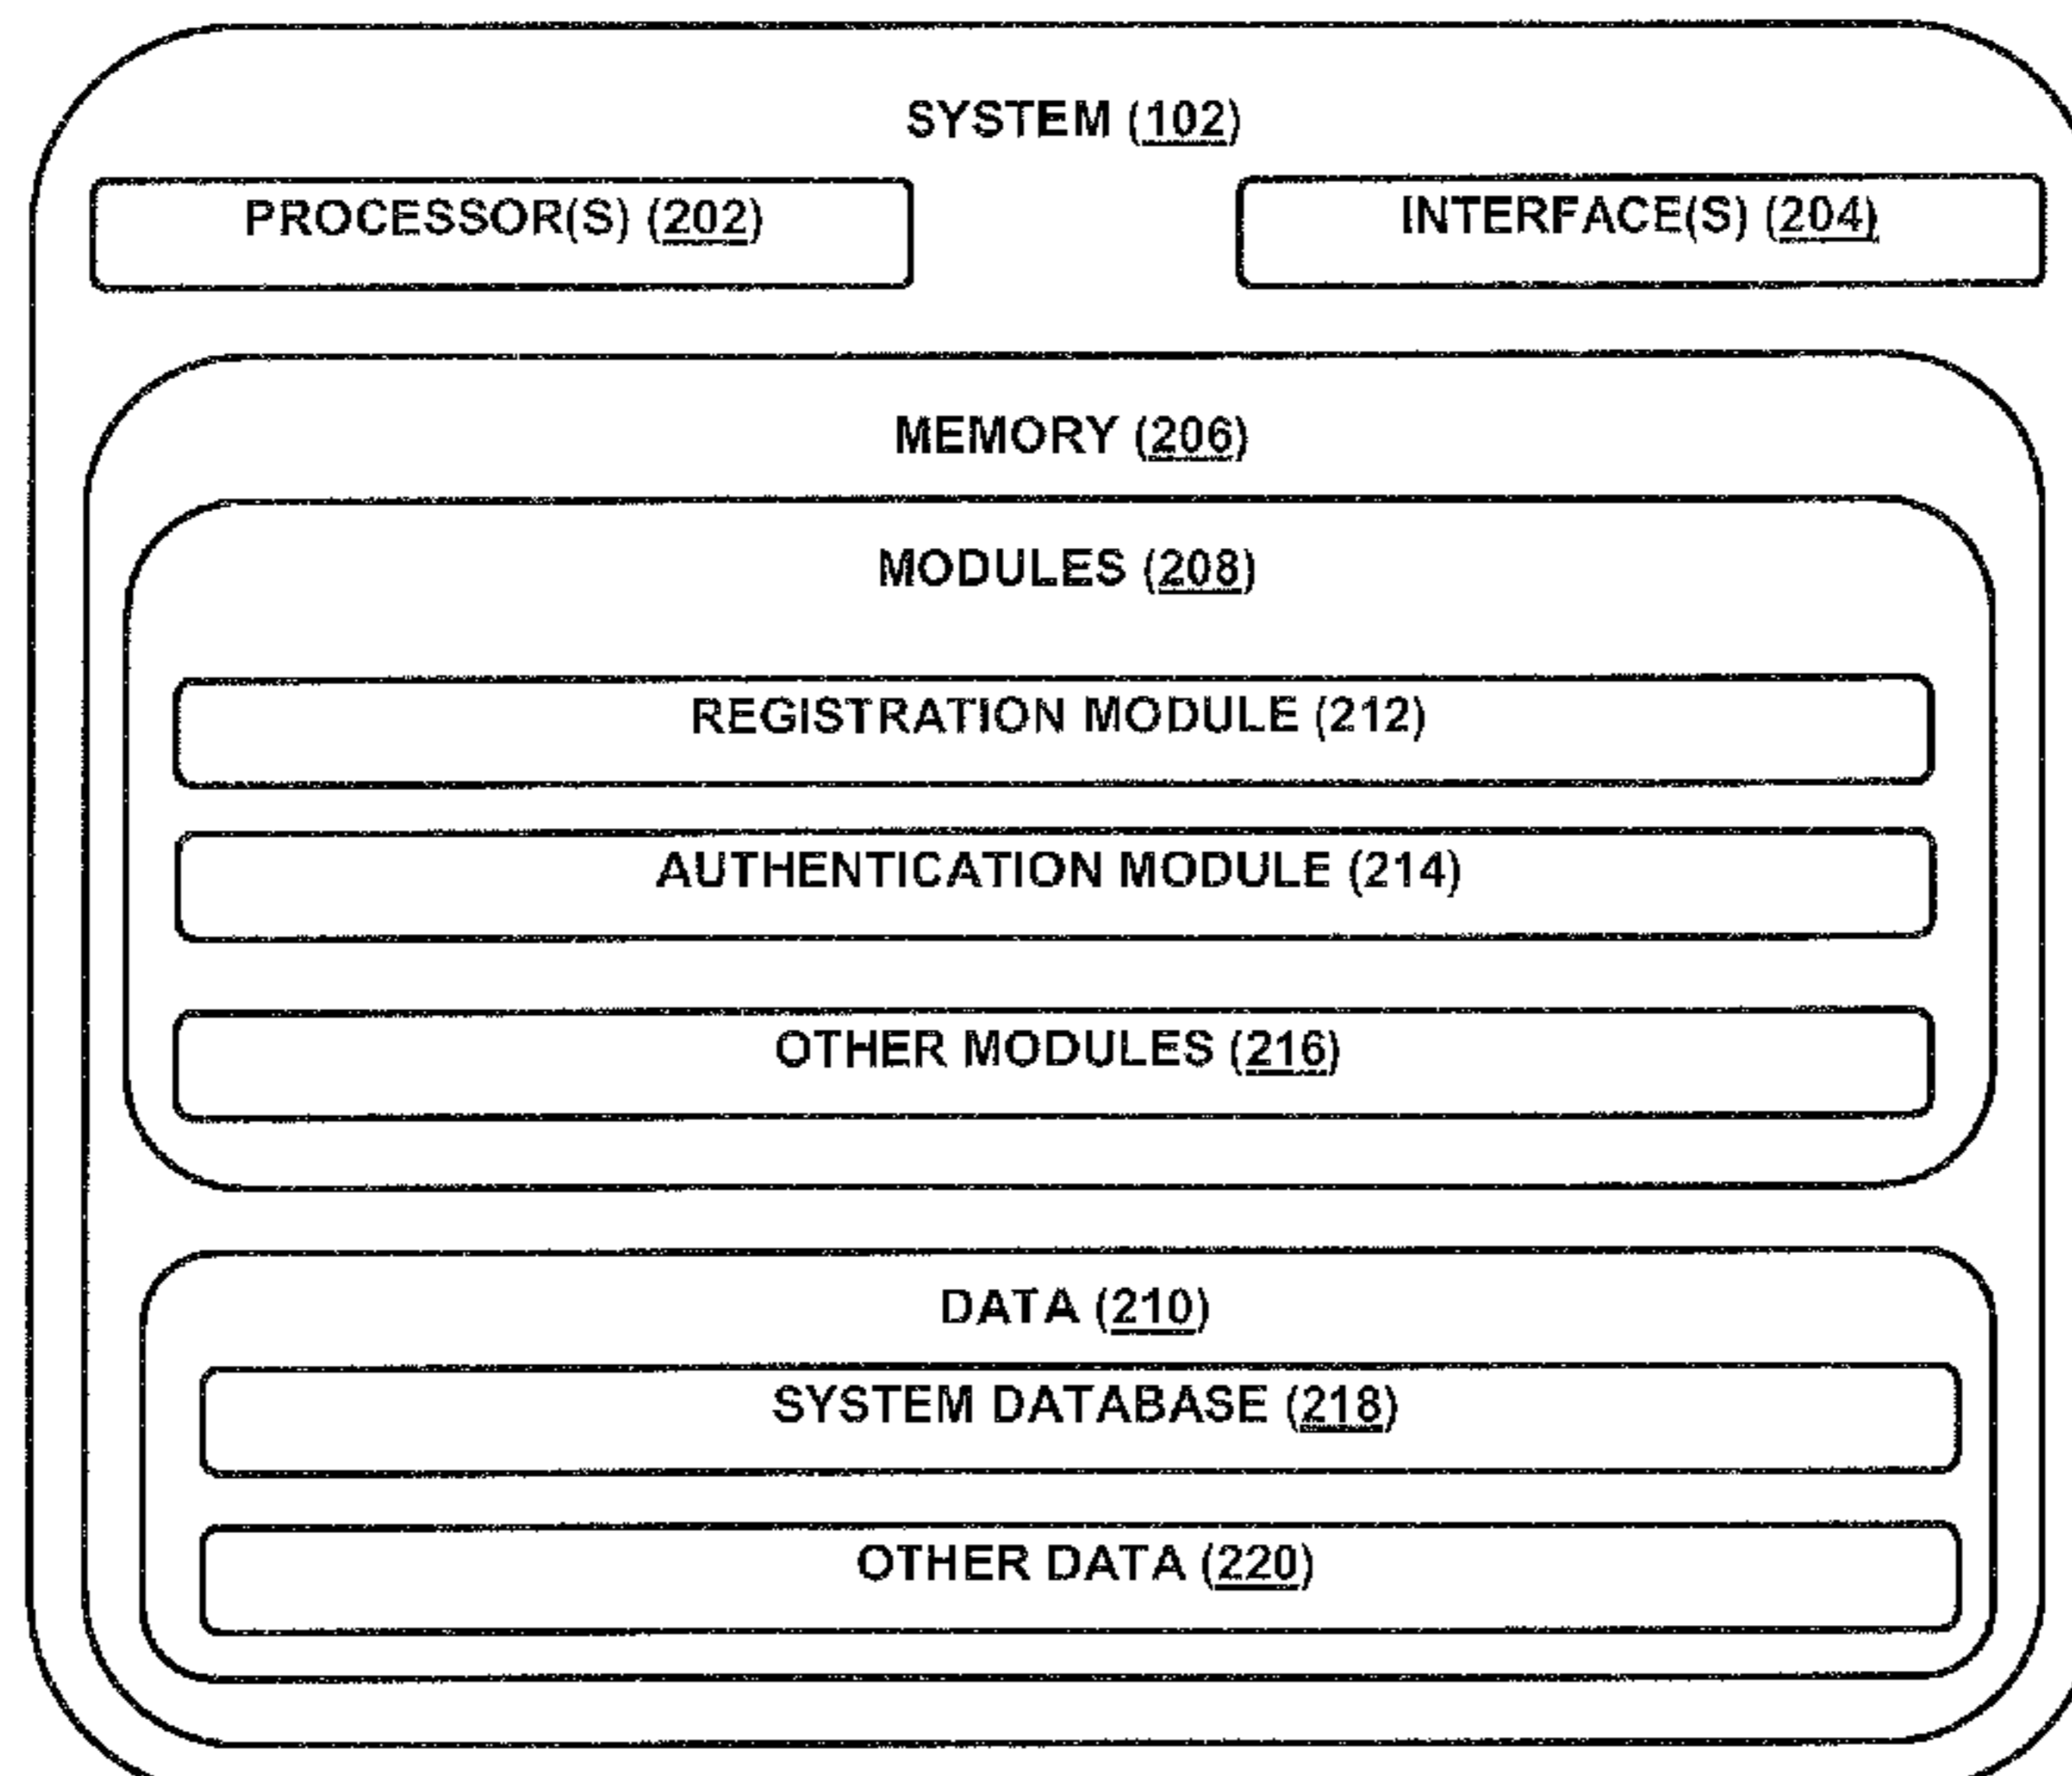 SYSTEM (102)
PROCESSOR(S) (202)
INTERFACE(S) (204)
MEMORY (206)
MODULES (208)
REGISTRATION MODULE (212)
AUTHENTICATION MODULE (214)
OTHER MODULES (216)
DATA (210)
SYSTEM DATABASE (218)
OTHER DATA (220)